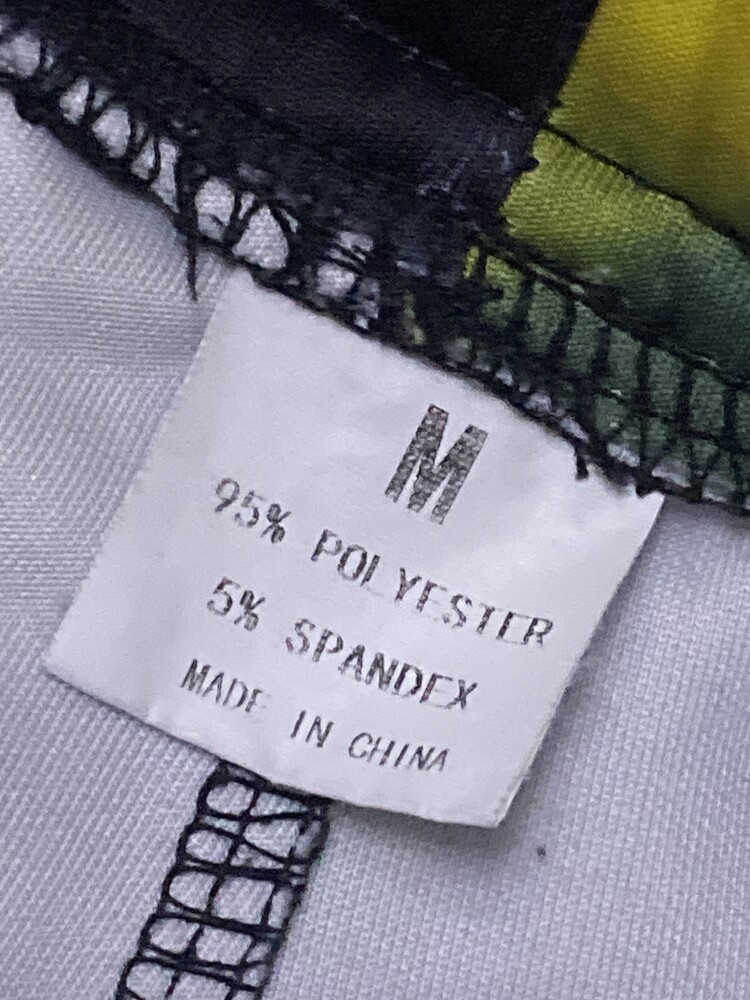 M
95% POLYESTER
5% SPANDEX
MADE IN CHINA